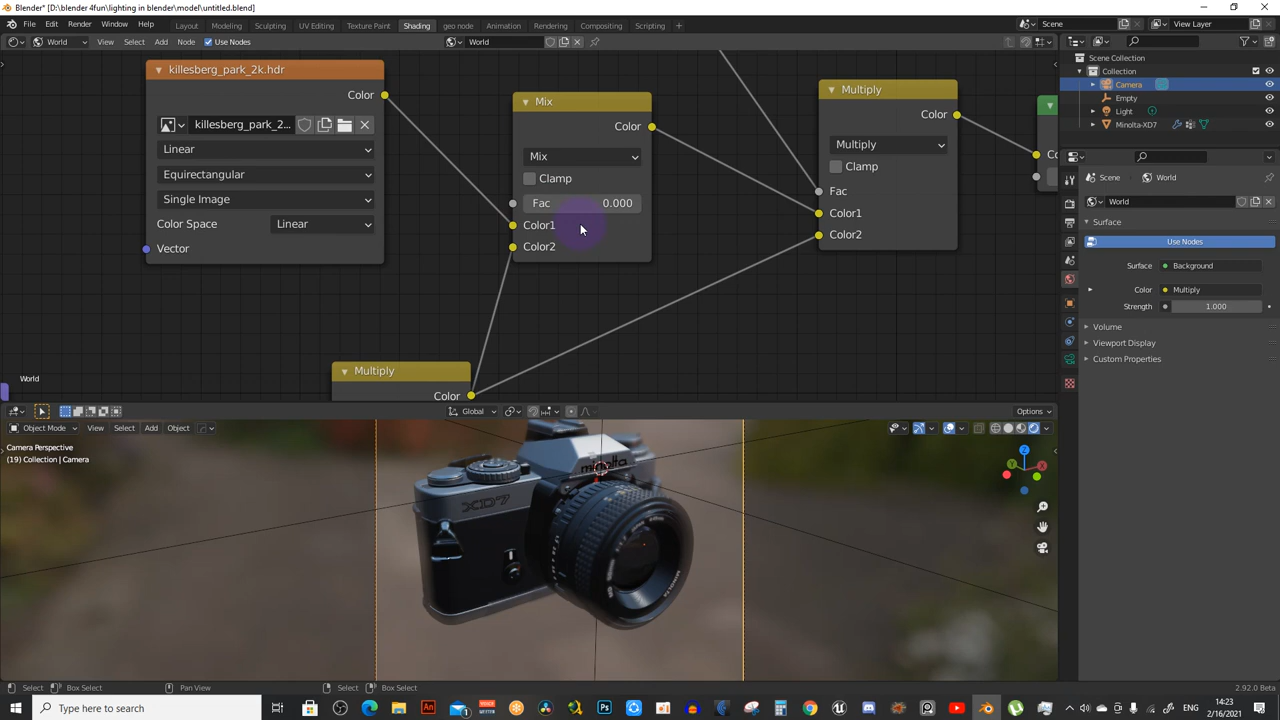 Blender* [D:\blender 4fun\lighting in blender\model\untitled.blend]
File Edit Render Window Help Layout Modeling Sculpting UV Editing Texture Paint Shading geo node Animation Rendering Compositing Scripting + Scene View Layer
World View Select Add Node Use Nodes World
killesberg_park_2k.hdr
Color
killesberg_park_2...
Linear
Equirectangular
Single Image
Color Space Linear
Vector
Mix
Color
Mix
Clamp
Fac 0.000
Color1
Color2
Multiply
Color
Multiply
Clamp
Fac
Color1
Color2
Multiply
Color
World
Scene Collection
Collection
Camera
Empty
Light
Minolta-XD7
Scene World
World
Surface
Use Nodes
Surface Background
Color Multiply
Strength 1.000
Volume
Viewport Display
Custom Properties
Global Options
Object Mode View Select Add Object
Camera Perspective
(19) Collection | Camera
minolta
XD7
MINOLTA
Select Box Select Pan View Select Box Select 2.92.0 Beta
Type here to search
ENG
14:23
2/16/2021